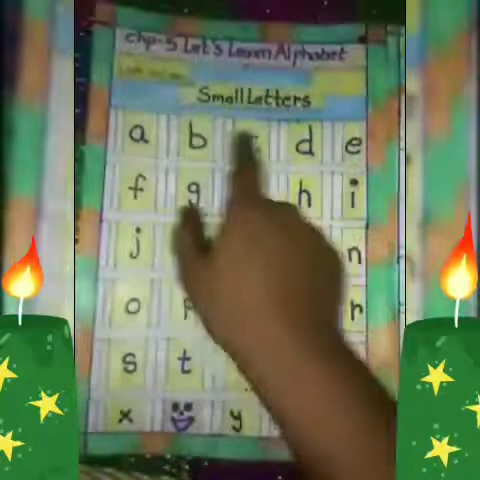 Chp-5 Let's Learn Alphabet
Small Letters
a b d e
f g h i
j n
o r
s t
x y